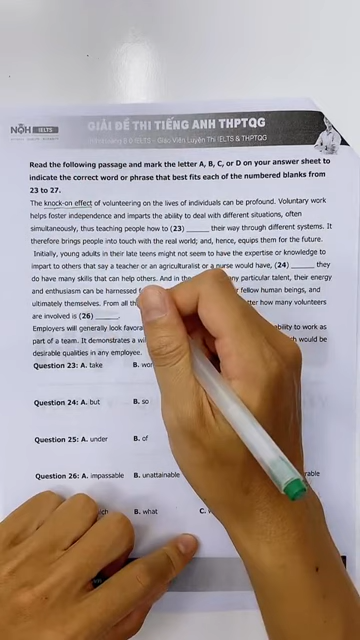 NQH IELTS
GIẢI ĐỀ THI TIẾNG ANH THPTQG
IELTS - Giáo Viên Luyện Thi IELTS & THPTQG
Read the following passage and mark the letter A, B, C, or D on your answer sheet to
indicate the correct word or phrase that best fits each of the numbered blanks from
23 to 27.
The knock-on effect of volunteering on the lives of individuals can be profound. Voluntary work
helps foster independence and imparts the ability to deal with different situations, often
simultaneously, thus teaching people how to (23) ______ their way through different systems. It
therefore brings people into touch with the real world; and, hence, equips them for the future.
Initially, young adults in their late teens might not seem to have the expertise or knowledge to
impart to others that say a teacher or an agriculturalist or a nurse would have, (24) ______ they
do have many skills that can help others. And in the any particular talent, their energy
and enthusiasm can be harnessed fellow human beings, and
ultimately themselves. From all th how many volunteers
are involved is (26) ______.
Employers will generally look favora ability to work as
part of a team. It demonstrates a wi would be
desirable qualities in any employee.
Question 23: A. take B. wor
Question 24: A. but B. so
Question 25: A. under B. of
Question 26: A. impassable B. unattainable rable
B. what C.